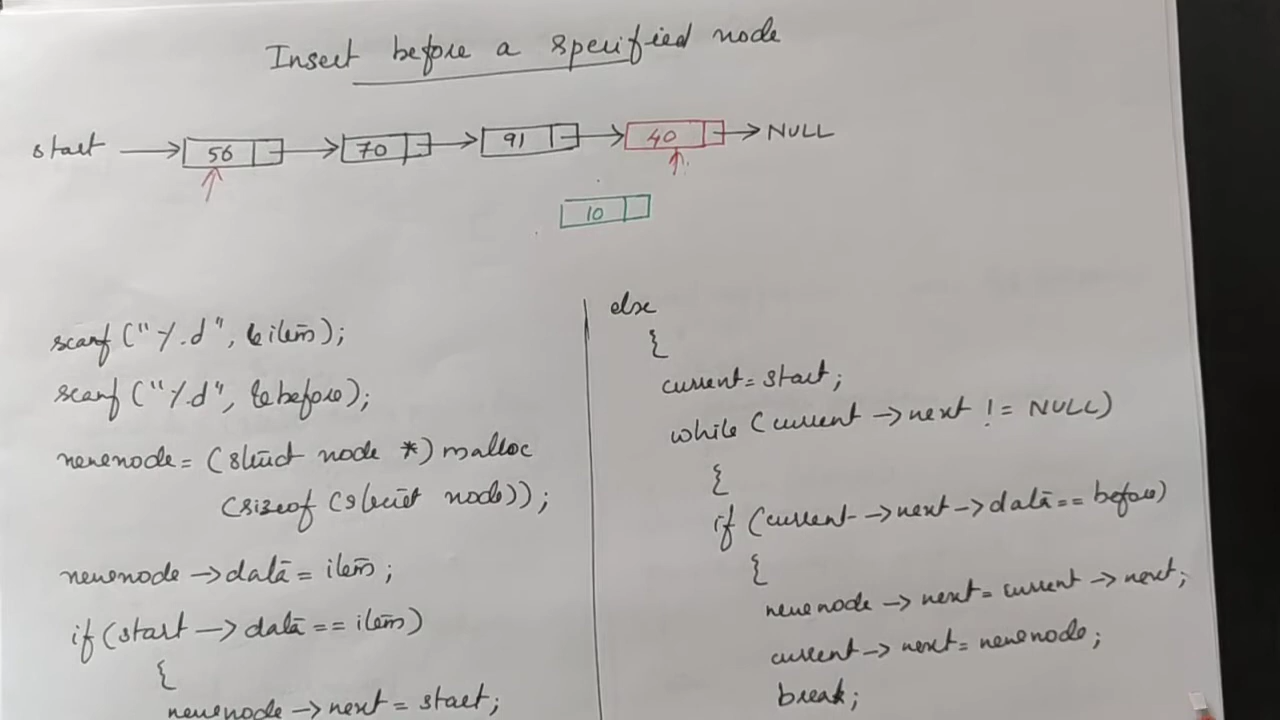 Insert before a specified node
start 56 70 91 40 NULL
10
scanf ("%d", &item);
scanf ("%d", &before);
newnode = (struct node *) malloc
(sizeof (struct node));
newnode -> data = item;
if (start -> data == item)
{
newnode -> next = start;
else
{
current = start;
while (current -> next != NULL)
{
if (current -> next -> data == before)
{
newnode -> next = current -> next;
current -> next = newnode;
break;